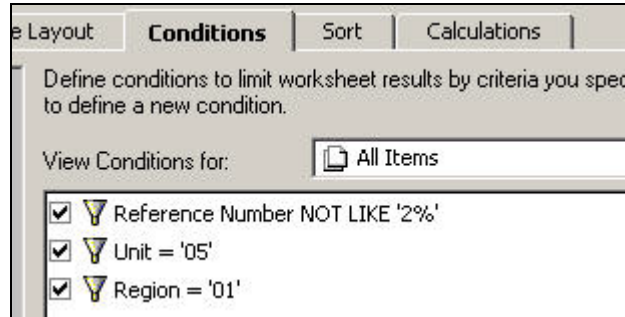 e Layout Conditions Sort Calculations
Define conditions to limit worksheet results by criteria you spec
to define a new condition.
View Conditions for: All Items
Reference Number NOT LIKE '2%'
Unit = '05'
Region = '01'